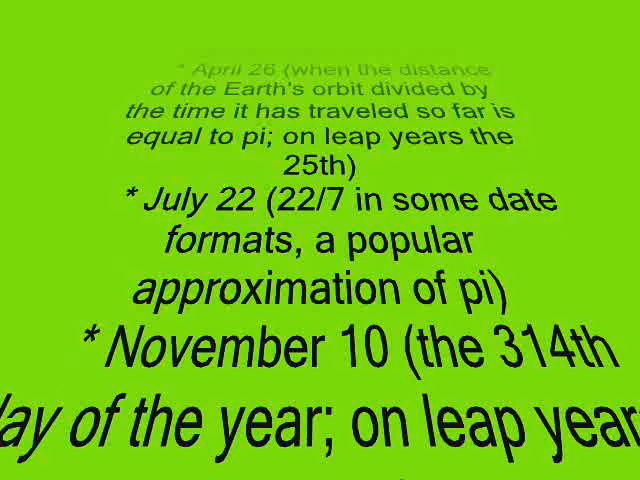 * April 26 (when the distance
of the Earth's orbit divided by
the time it has traveled so far is
equal to pi; on leap years the
25th)
* July 22 (22/7 in some date
formats, a popular
approximation of pi)
* November 10 (the 314th
day of the year; on leap years